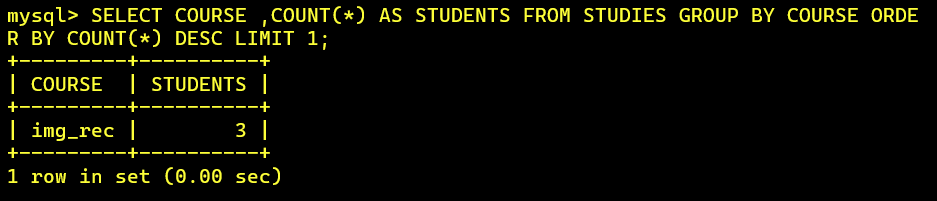 mysql> SELECT COURSE ,COUNT(*) AS STUDENTS FROM STUDIES GROUP BY COURSE ORDE
R BY COUNT(*) DESC LIMIT 1;
+---------+----------+
| COURSE  | STUDENTS |
+---------+----------+
| img_rec |        3 |
+---------+----------+
1 row in set (0.00 sec)